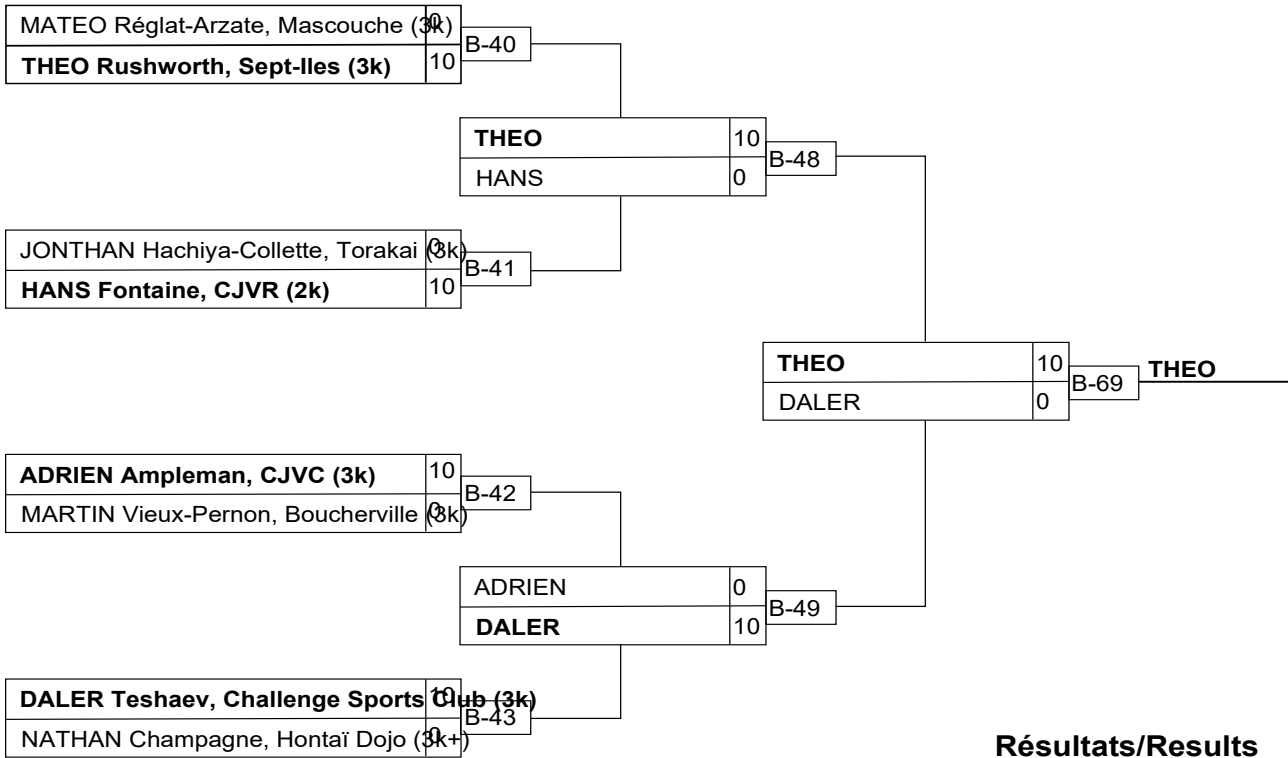 MATEO Réglat-Arzate, Mascouche (3k) 0
B-40
THEO Rushworth, Sept-Iles (3k) 10
THEO 10
B-48
HANS 0
JONTHAN Hachiya-Collette, Torakai (3k) 0
B-41
HANS Fontaine, CJVR (2k) 10
THEO 10
B-69 THEO
DALER 0
ADRIEN Ampleman, CJVC (3k) 10
B-42
MARTIN Vieux-Pernon, Boucherville (3k) 0
ADRIEN 0
B-49
DALER 10
DALER Teshaev, Challenge Sports Club (3k) 10
B-43
NATHAN Champagne, Hontaï Dojo (3k+) 0
Résultats/Results